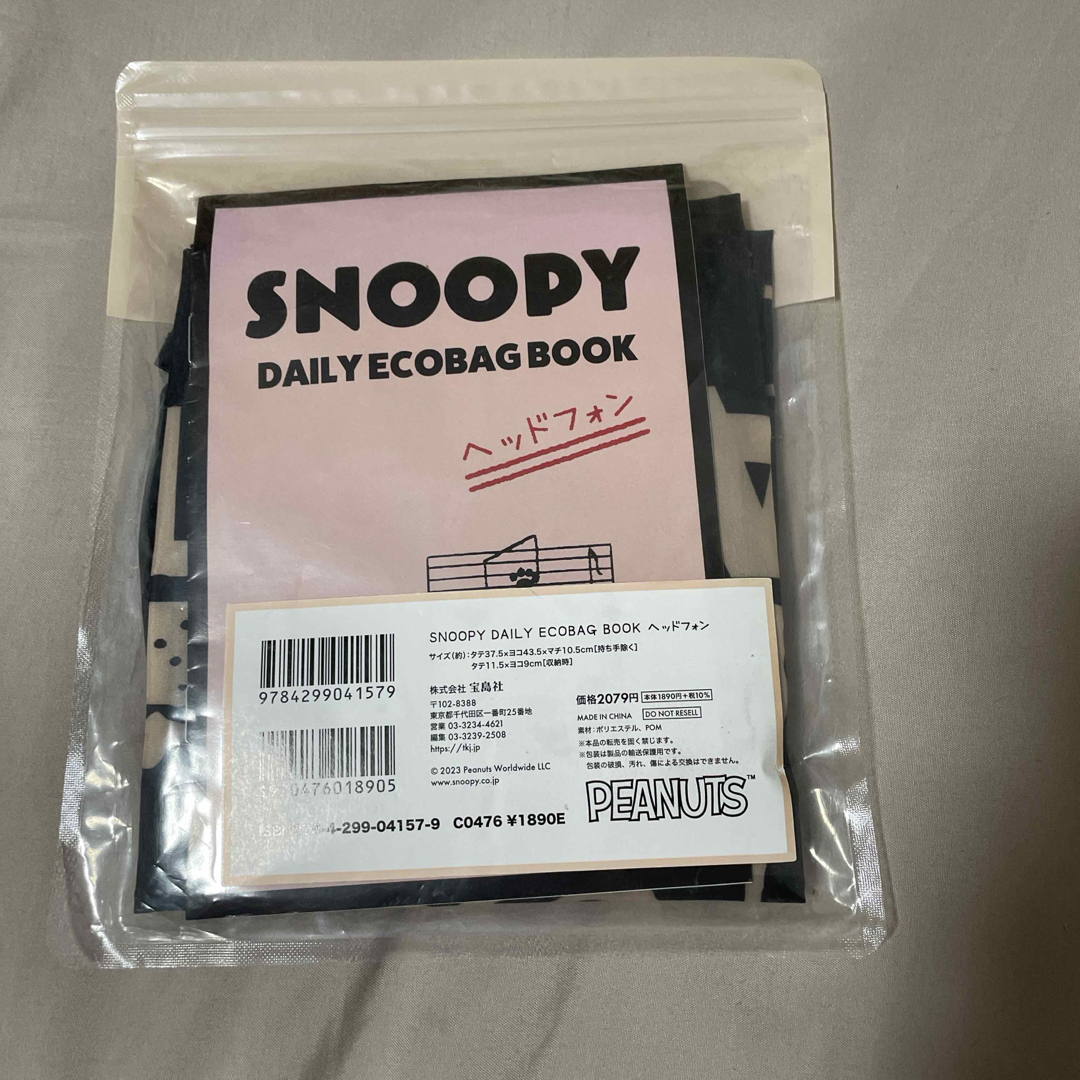 SNOOPY
DAILY ECOBAG BOOK
ヘッドフォン
SNOOPY DAILY ECOBAG BOOK ヘッドフォン
サイズ(約):タテ37.5×ヨコ43.5×マチ10.5cm[持ち手除く]
タテ11.5×ヨコ9cm[収納時]
9784299041579
株式会社 宝島社
〒102-8388
東京都千代田区一番町25番地
営業 03-3234-4621
編集 03-3239-2508
https://tkj.jp
© 2023 Peanuts Worldwide LLC
www.snoopy.co.jp
価格2079円 本体1890円+税10%
MADE IN CHINA DO NOT RESELL
素材:ポリエステル、POM
※本品の転売を固く禁じます。
※包装は製品の輸送保護用です。
包装の破損、汚れ、傷による交換はできません。
0476018905
4-299-04157-9 C0476 ¥1890E
PEANUTS™